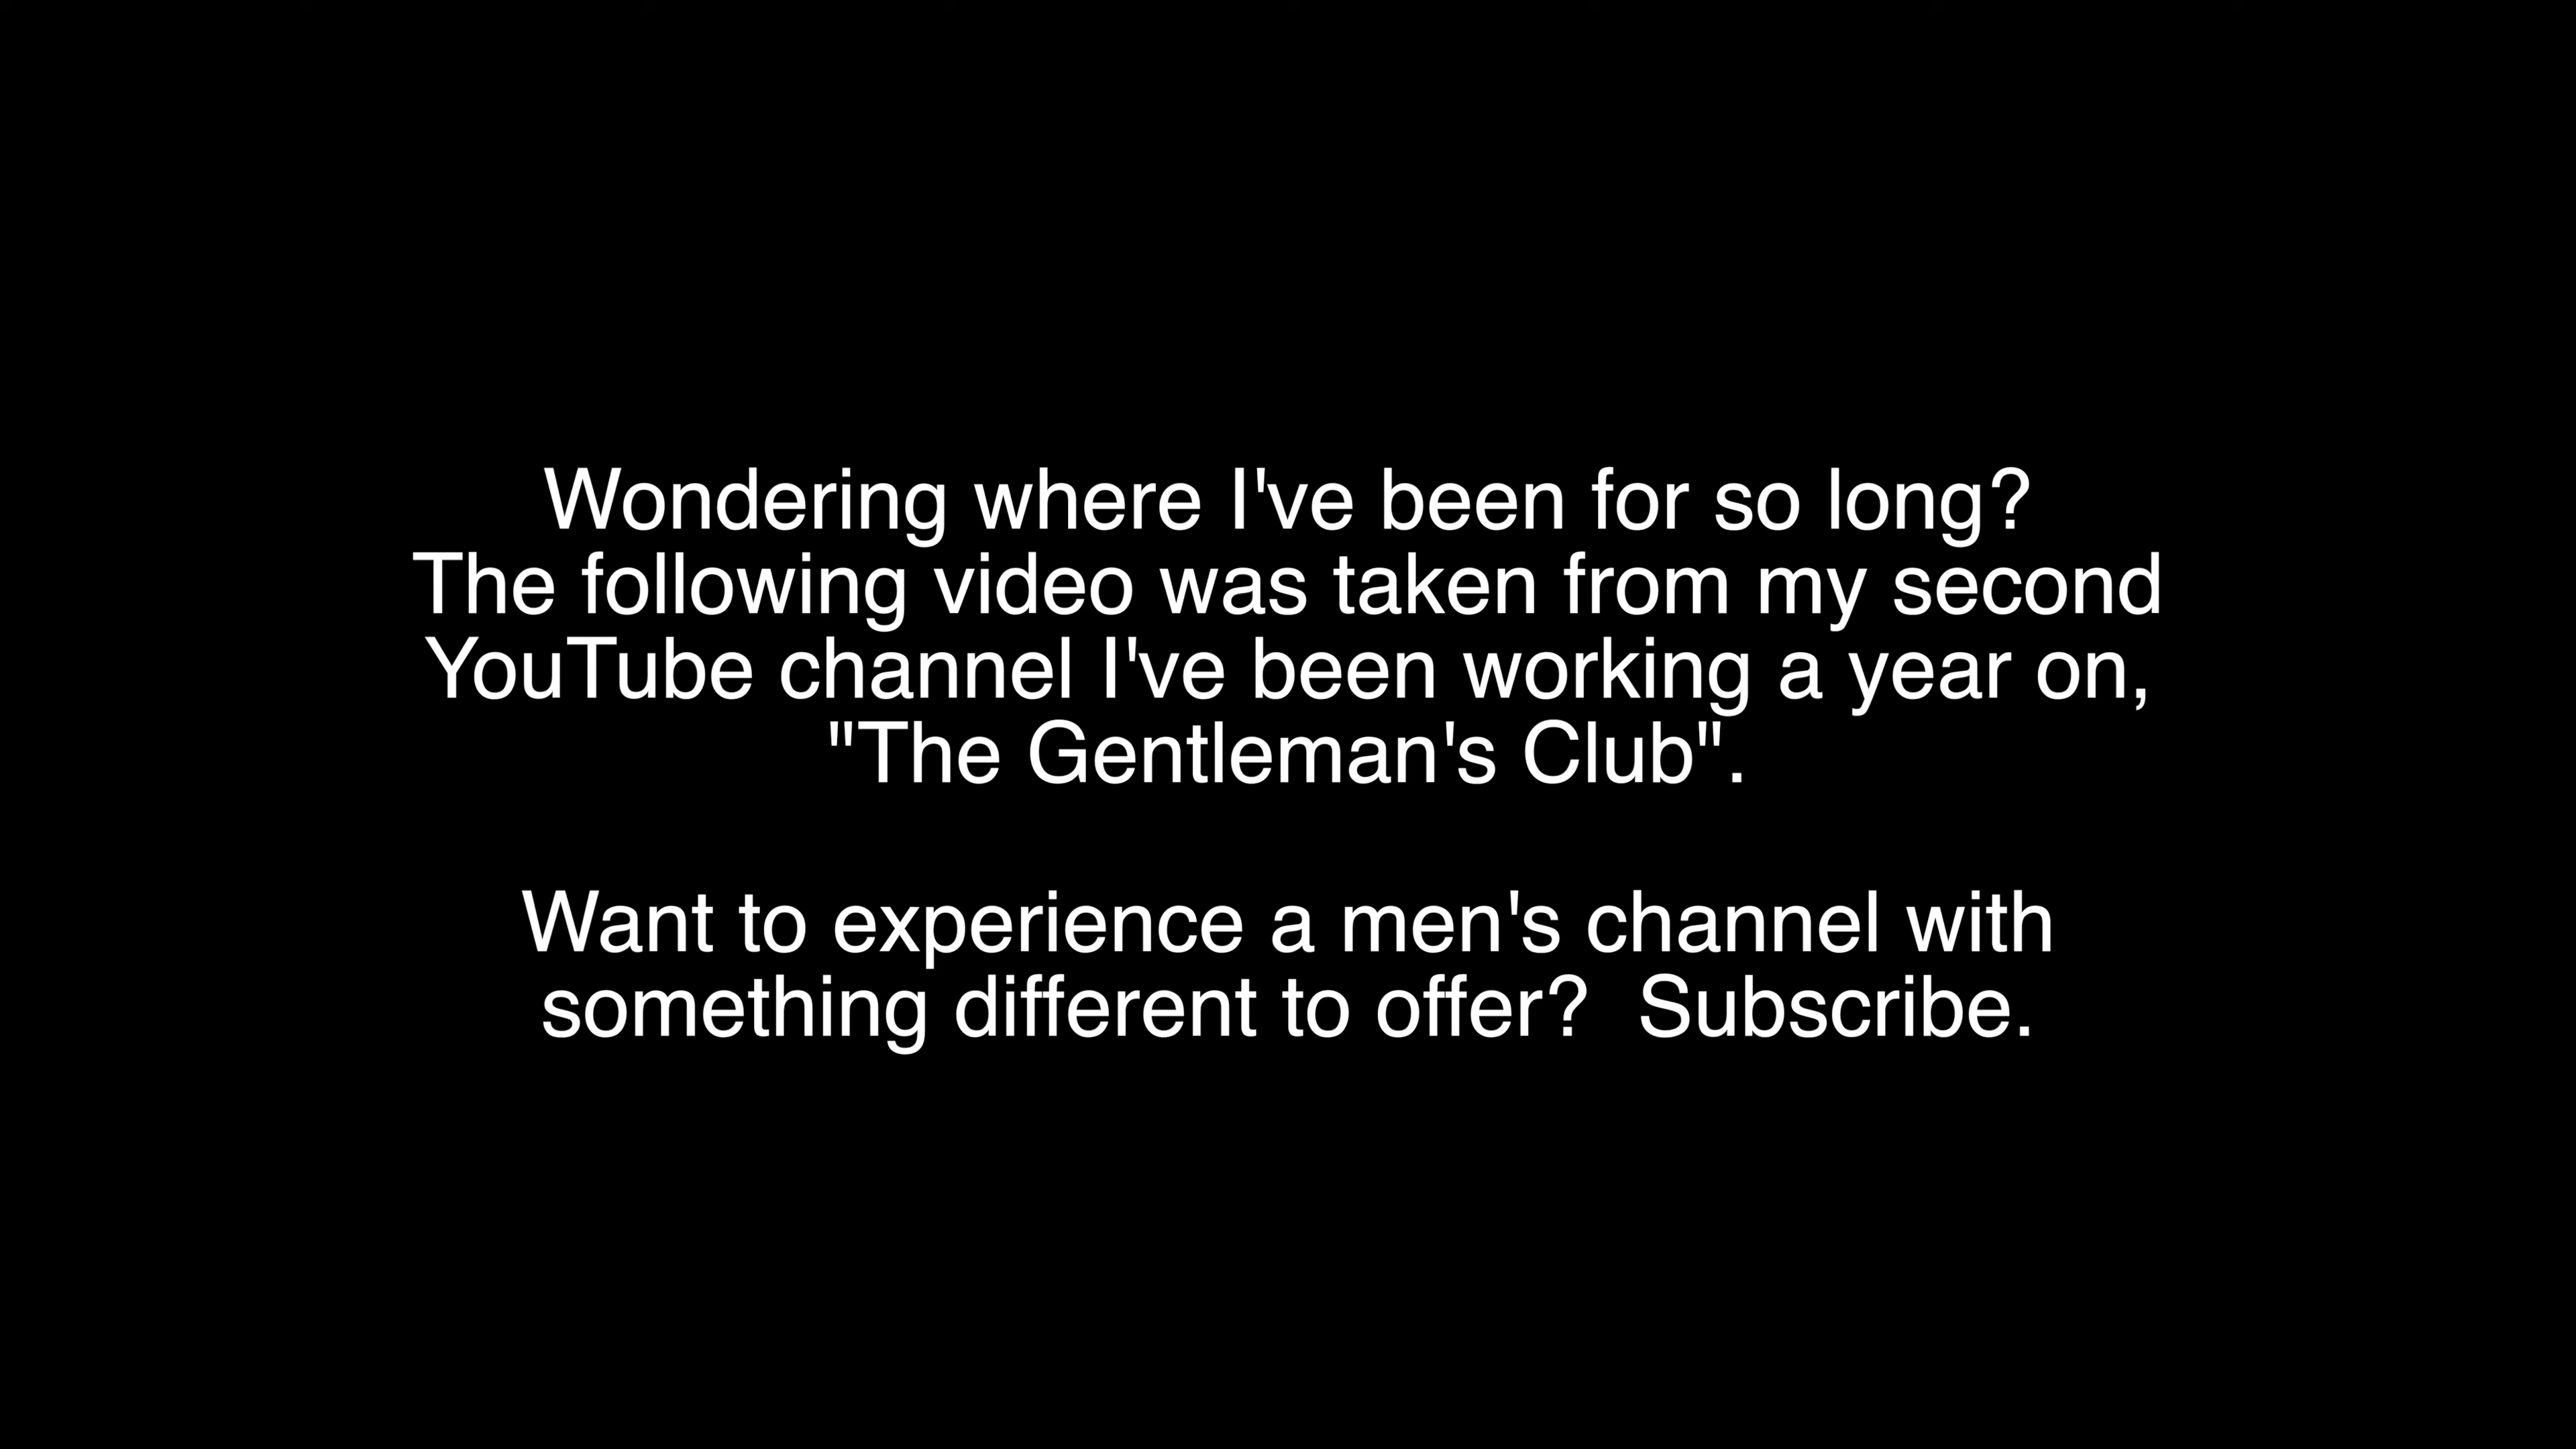 Wondering where I've been for so long?
The following video was taken from my second
YouTube channel I've been working a year on,
"The Gentleman's Club".
Want to experience a men's channel with
something different to offer?  Subscribe.